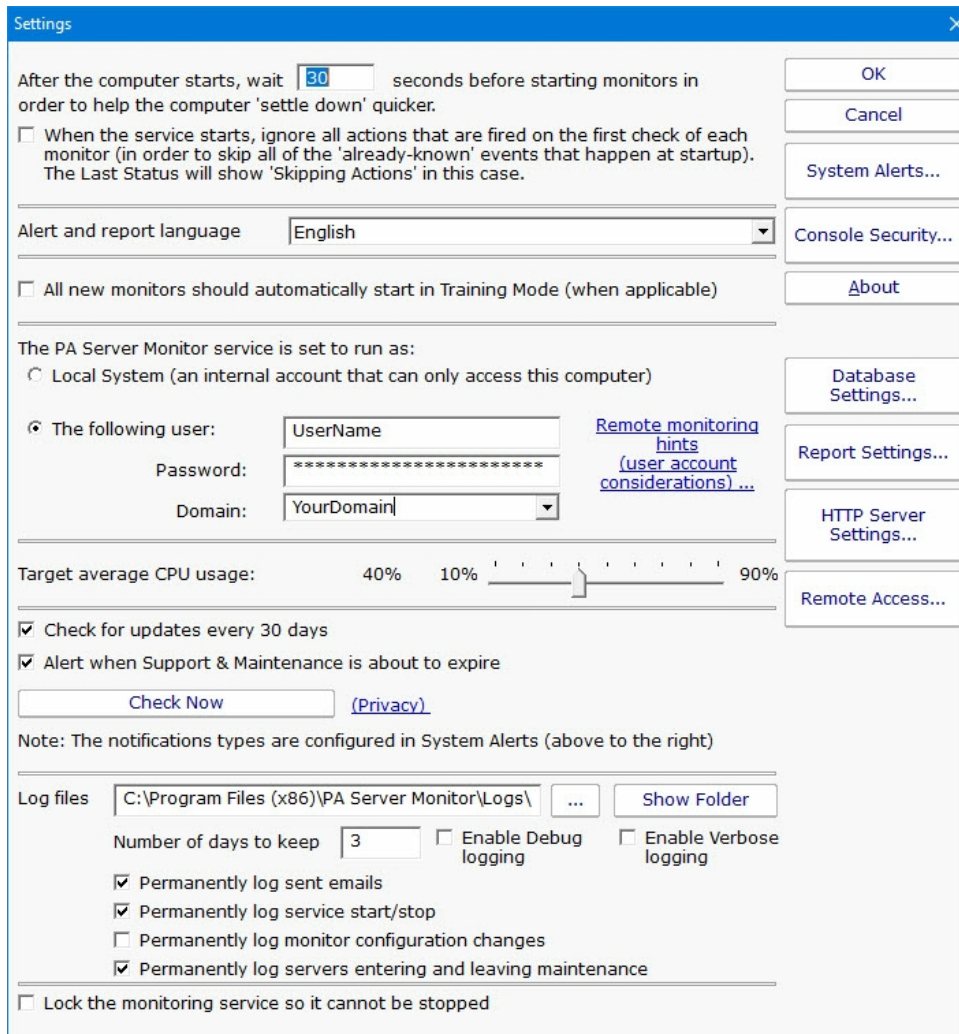 Settings
After the computer starts, wait 30 seconds before starting monitors in
order to help the computer 'settle down' quicker.
When the service starts, ignore all actions that are fired on the first check of each
monitor (in order to skip all of the 'already-known' events that happen at startup).
The Last Status will show 'Skipping Actions' in this case.
Alert and report language English
All new monitors should automatically start in Training Mode (when applicable)
The PA Server Monitor service is set to run as:
Local System (an internal account that can only access this computer)
The following user: UserName
Password: ***********************
Domain: YourDomain
Remote monitoring
hints
(user account
considerations) ...
Target average CPU usage: 40% 10% 90%
Check for updates every 30 days
Alert when Support & Maintenance is about to expire
Check Now (Privacy)
Note: The notifications types are configured in System Alerts (above to the right)
Log files C:\Program Files (x86)\PA Server Monitor\Logs\ ... Show Folder
Number of days to keep 3
Enable Debug
logging
Enable Verbose
logging
Permanently log sent emails
Permanently log service start/stop
Permanently log monitor configuration changes
Permanently log servers entering and leaving maintenance
Lock the monitoring service so it cannot be stopped
OK
Cancel
System Alerts...
Console Security...
About
Database
Settings...
Report Settings...
HTTP Server
Settings...
Remote Access...